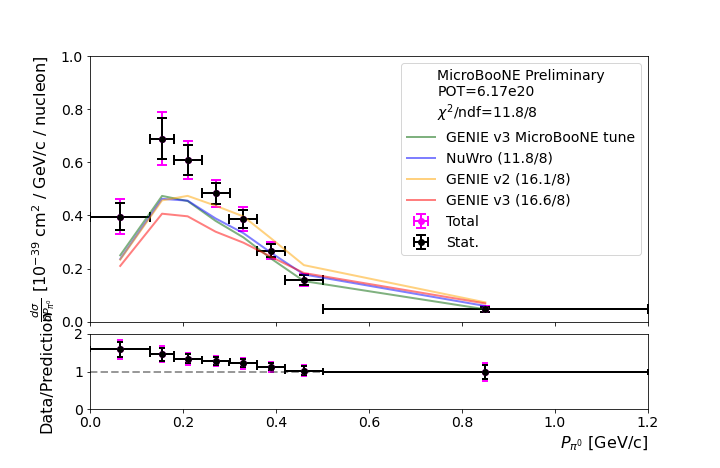 MicroBooNE Preliminary
POT=6.17e20
χ²/ndf=11.8/8
GENIE v3 MicroBooNE tune
NuWro (11.8/8)
GENIE v2 (16.1/8)
GENIE v3 (16.6/8)
Total
Stat.
dσ/dp_π⁰ [10⁻³⁹ cm² / GeV/c / nucleon]
1.0
0.8
0.6
0.4
0.2
0.0
Data/Prediction
2
1
0
0.0 0.2 0.4 0.6 0.8 1.0 1.2
P_π⁰ [GeV/c]